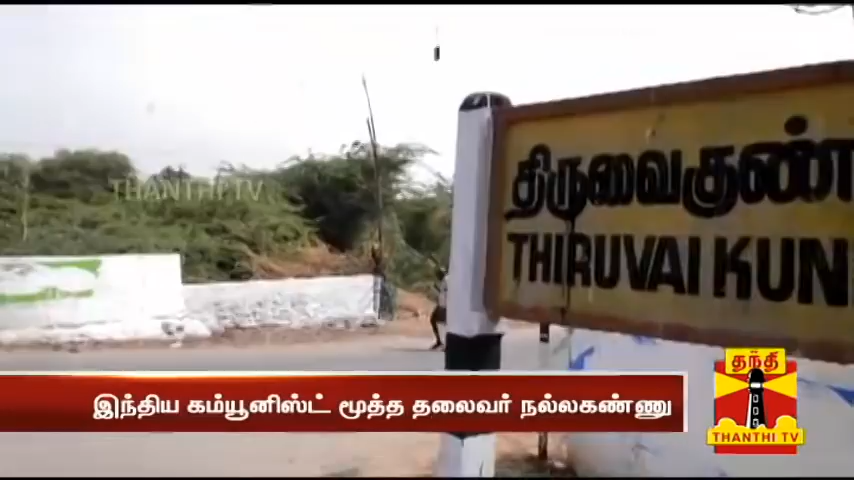 THANTHI TV
திருவைகுண்
THIRUVAI KUN
இந்திய கம்யூனிஸ்ட் மூத்த தலைவர் நல்லகண்ணு
தந்தி
THANTHI TV